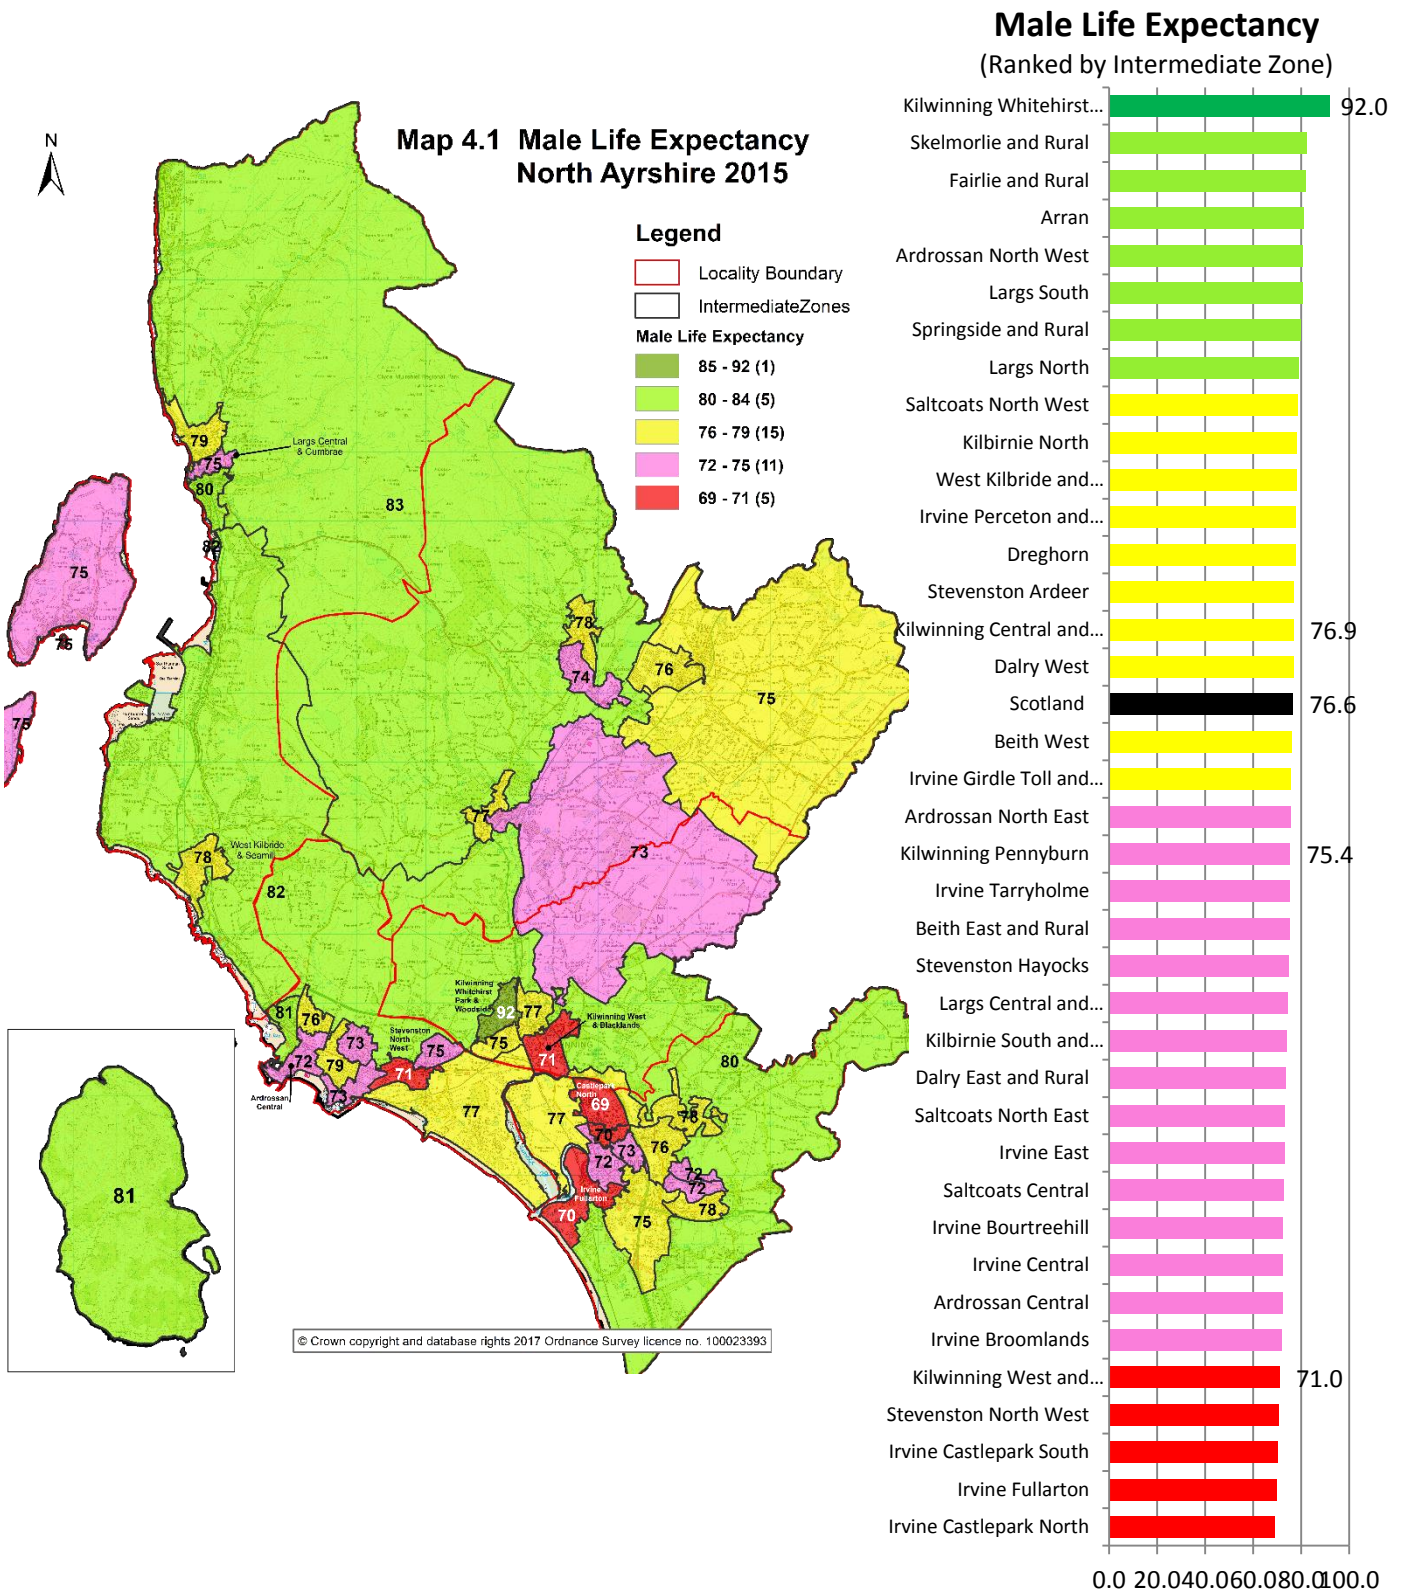 Male Life Expectancy
(Ranked by Intermediate Zone)
N
Map 4.1 Male Life Expectancy
North Ayrshire 2015
Legend
Locality Boundary
IntermediateZones
Male Life Expectancy
85 - 92 (1)
80 - 84 (5)
76 - 79 (15)
72 - 75 (11)
69 - 71 (5)
79
Largs Central
& Cumbrae
75
80
83
82
75
75
78
74
76
75
75
77
73
78
West Kilbride
& Seamill
82
Kilwinning
Whitehirst
Park &
Woodside
92
77
Kilwinning West
& Blacklands
81
76
Stevenston
North
West
73
75
75
71
80
72
79
71
Ardrossan
Central
73
77
77
Castlepark
North
69
78
70
76
72
73
72
72
Irvine
Fullarton
78
70
75
81
© Crown copyright and database rights 2017 Ordnance Survey licence no. 100023393
Kilwinning Whitehirst... 92.0
Skelmorlie and Rural
Fairlie and Rural
Arran
Ardrossan North West
Largs South
Springside and Rural
Largs North
Saltcoats North West
Kilbirnie North
West Kilbride and...
Irvine Perceton and...
Dreghorn
Stevenston Ardeer
Kilwinning Central and... 76.9
Dalry West
Scotland 76.6
Beith West
Irvine Girdle Toll and...
Ardrossan North East
Kilwinning Pennyburn 75.4
Irvine Tarryholme
Beith East and Rural
Stevenston Hayocks
Largs Central and...
Kilbirnie South and...
Dalry East and Rural
Saltcoats North East
Irvine East
Saltcoats Central
Irvine Bourtreehill
Irvine Central
Ardrossan Central
Irvine Broomlands
Kilwinning West and... 71.0
Stevenston North West
Irvine Castlepark South
Irvine Fullarton
Irvine Castlepark North
0.0 20.0 40.0 60.0 80.0 100.0